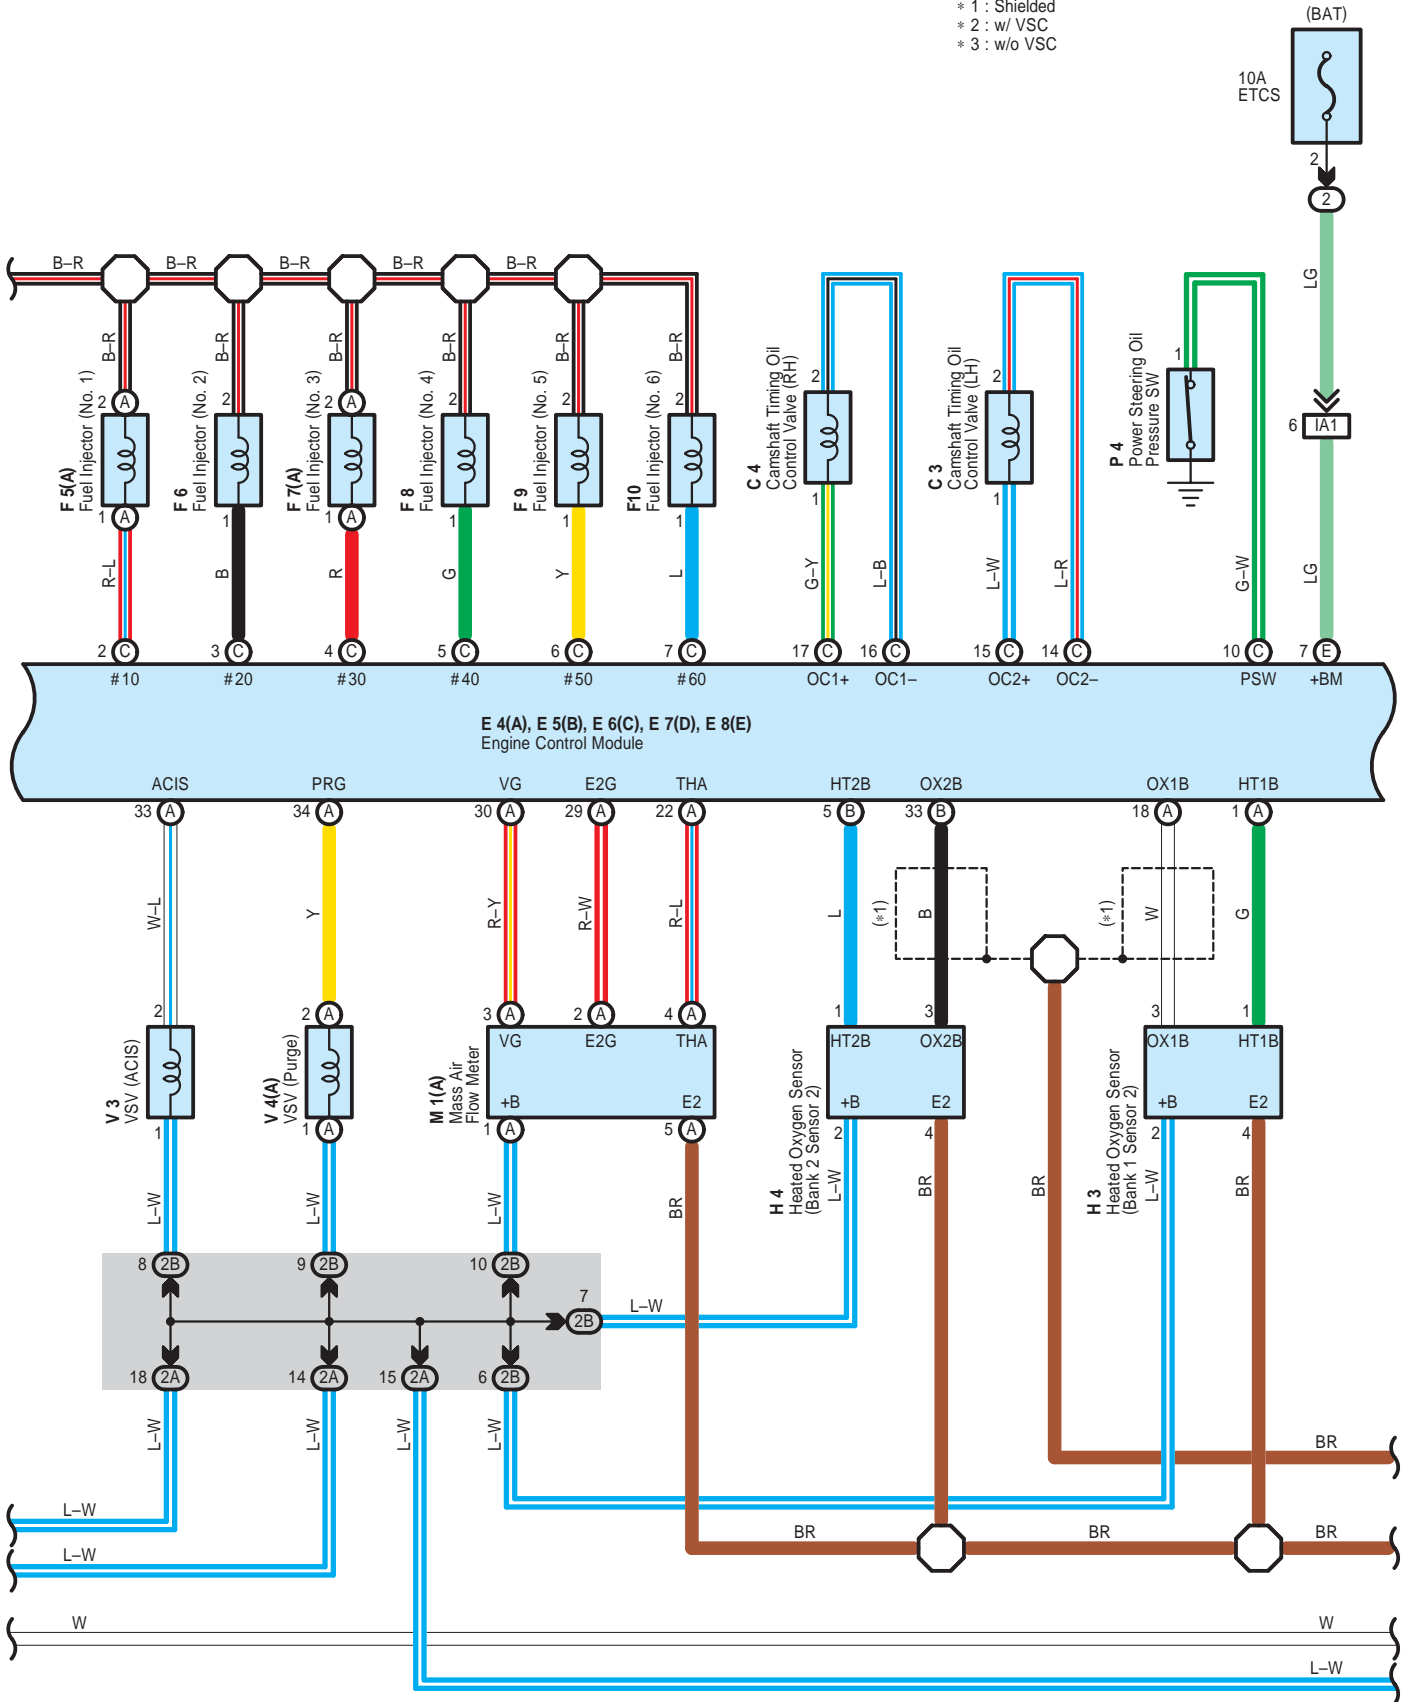 * 1 : Shielded
* 2 : w/ VSC
* 3 : w/o VSC
(BAT)
10A
ETCS
2
2
LG
6 IA1
LG
B–R B–R B–R B–R B–R
B–R B–R B–R B–R B–R B–R
2 A 2 2 A 2 2 2
F 5(A)
Fuel Injector (No. 1)
F 6
Fuel Injector (No. 2)
F 7(A)
Fuel Injector (No. 3)
F 8
Fuel Injector (No. 4)
F 9
Fuel Injector (No. 5)
F10
Fuel Injector (No. 6)
1 A 1 1 A 1 1 1
R–L B R G Y L
C 4
Camshaft Timing Oil
Control Valve (RH)
2
1
G–Y L–B
C 3
Camshaft Timing Oil
Control Valve (LH)
2
1
L–W L–R
P 4
Power Steering Oil
Pressure SW
1
G–W
2 C 3 C 4 C 5 C 6 C 7 C 17 C 16 C 15 C 14 C 10 C 7 E
#10 #20 #30 #40 #50 #60 OC1+ OC1– OC2+ OC2– PSW +BM
E 4(A), E 5(B), E 6(C), E 7(D), E 8(E)
Engine Control Module
ACIS PRG VG E2G THA HT2B OX2B OX1B HT1B
33 A 34 A 30 A 29 A 22 A 5 B 33 B 18 A 1 A
W–L Y R–Y R–W R–L L (*1) B (*1) W G
2 2 A 3 A 2 A 4 A 1 3 3 1
VG E2G THA HT2B OX2B OX1B HT1B
V 3
VSV (ACIS)
V 4(A)
VSV (Purge)
M 1(A)
Mass Air
Flow Meter
+B E2
H 4
Heated Oxygen Sensor
(Bank 2 Sensor 2)
+B E2
H 3
Heated Oxygen Sensor
(Bank 1 Sensor 2)
+B E2
1 1 A 1 A 5 A 2 4 2 4
L–W L–W L–W BR L–W BR BR L–W BR
8 2B 9 2B 10 2B
7
2B
L–W
18 2A 14 2A 15 2A 6 2B
L–W L–W L–W L–W
BR
L–W
BR BR BR
L–W
W W
L–W